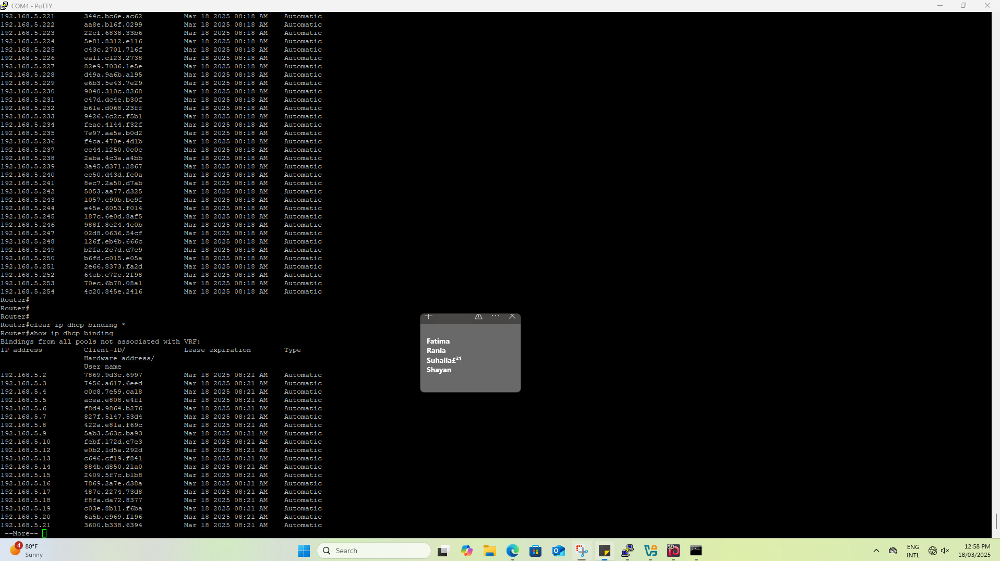 COM4 - PuTTY
192.168.5.221 344c.bc6e.ac62 Mar 18 2025 08:18 AM Automatic
192.168.5.222 aa8e.b16f.0299 Mar 18 2025 08:18 AM Automatic
192.168.5.223 22cf.6838.33b6 Mar 18 2025 08:18 AM Automatic
192.168.5.224 5e81.8312.e116 Mar 18 2025 08:18 AM Automatic
192.168.5.225 c43c.2701.716f Mar 18 2025 08:18 AM Automatic
192.168.5.226 ea11.c123.2738 Mar 18 2025 08:18 AM Automatic
192.168.5.227 82e9.7036.1e5e Mar 18 2025 08:18 AM Automatic
192.168.5.228 d49a.9a6b.a195 Mar 18 2025 08:18 AM Automatic
192.168.5.229 e6b3.5e43.7e29 Mar 18 2025 08:18 AM Automatic
192.168.5.230 9040.310c.8268 Mar 18 2025 08:18 AM Automatic
192.168.5.231 c47d.dc4e.b30f Mar 18 2025 08:18 AM Automatic
192.168.5.232 b61e.d068.23ff Mar 18 2025 08:18 AM Automatic
192.168.5.233 9426.6c2c.f5b1 Mar 18 2025 08:18 AM Automatic
192.168.5.234 feac.4144.f32f Mar 18 2025 08:18 AM Automatic
192.168.5.235 7e97.aa5e.b0d2 Mar 18 2025 08:18 AM Automatic
192.168.5.236 f4ca.470e.4d1b Mar 18 2025 08:18 AM Automatic
192.168.5.237 cc44.1250.0c0c Mar 18 2025 08:18 AM Automatic
192.168.5.238 2aba.4c3a.a4bb Mar 18 2025 08:18 AM Automatic
192.168.5.239 3a45.d371.2867 Mar 18 2025 08:18 AM Automatic
192.168.5.240 ec50.d43d.fe0a Mar 18 2025 08:18 AM Automatic
192.168.5.241 8ec7.2a50.d7ab Mar 18 2025 08:18 AM Automatic
192.168.5.242 5053.aa77.d325 Mar 18 2025 08:18 AM Automatic
192.168.5.243 1057.e90b.be9f Mar 18 2025 08:18 AM Automatic
192.168.5.244 e45e.6053.f014 Mar 18 2025 08:18 AM Automatic
192.168.5.245 187c.6e0d.8af5 Mar 18 2025 08:18 AM Automatic
192.168.5.246 988f.8e24.4e0b Mar 18 2025 08:18 AM Automatic
192.168.5.247 02d8.0636.54cf Mar 18 2025 08:18 AM Automatic
192.168.5.248 126f.eb4b.666c Mar 18 2025 08:18 AM Automatic
192.168.5.249 b2fa.2c7d.d7c9 Mar 18 2025 08:18 AM Automatic
192.168.5.250 b6fd.c015.e05a Mar 18 2025 08:18 AM Automatic
192.168.5.251 2e66.8373.fa2d Mar 18 2025 08:18 AM Automatic
192.168.5.252 64eb.e72c.2f98 Mar 18 2025 08:18 AM Automatic
192.168.5.253 70ec.6b70.08a1 Mar 18 2025 08:18 AM Automatic
192.168.5.254 4c20.845e.2416 Mar 18 2025 08:18 AM Automatic
Router#
Router#
Router#
Router#clear ip dhcp binding *
Router#show ip dhcp binding
Bindings from all pools not associated with VRF:
IP address Client-ID/ Lease expiration Type
Hardware address/
User name
192.168.5.2 7869.9d3c.6997 Mar 18 2025 08:21 AM Automatic
192.168.5.3 7456.a617.6eed Mar 18 2025 08:21 AM Automatic
192.168.5.4 c0c8.7e59.ca18 Mar 18 2025 08:21 AM Automatic
192.168.5.5 acea.e808.e4f1 Mar 18 2025 08:21 AM Automatic
192.168.5.6 f8d4.9864.b276 Mar 18 2025 08:21 AM Automatic
192.168.5.7 827f.5147.53d4 Mar 18 2025 08:21 AM Automatic
192.168.5.8 422a.e81a.f69c Mar 18 2025 08:21 AM Automatic
192.168.5.9 5ab3.563c.ba93 Mar 18 2025 08:21 AM Automatic
192.168.5.10 febf.172d.e7e3 Mar 18 2025 08:21 AM Automatic
192.168.5.12 e0b2.1d5a.292d Mar 18 2025 08:21 AM Automatic
192.168.5.13 c646.cf19.f841 Mar 18 2025 08:21 AM Automatic
192.168.5.14 884b.d850.21a0 Mar 18 2025 08:21 AM Automatic
192.168.5.15 2409.5f7c.b1b8 Mar 18 2025 08:21 AM Automatic
192.168.5.16 7869.2a7e.d38a Mar 18 2025 08:21 AM Automatic
192.168.5.17 487e.2274.73d8 Mar 18 2025 08:21 AM Automatic
192.168.5.18 f8fa.da72.8377 Mar 18 2025 08:21 AM Automatic
192.168.5.19 c03e.8b11.f6ba Mar 18 2025 08:21 AM Automatic
192.168.5.20 6a5b.e969.f196 Mar 18 2025 08:21 AM Automatic
192.168.5.21 3600.b338.6394 Mar 18 2025 08:21 AM Automatic
--More--
Fatima
Rania
Suhaila£²¹
Shayan
4
80°F
Sunny
Search
ENG
INTL
12:58 PM
18/03/2025